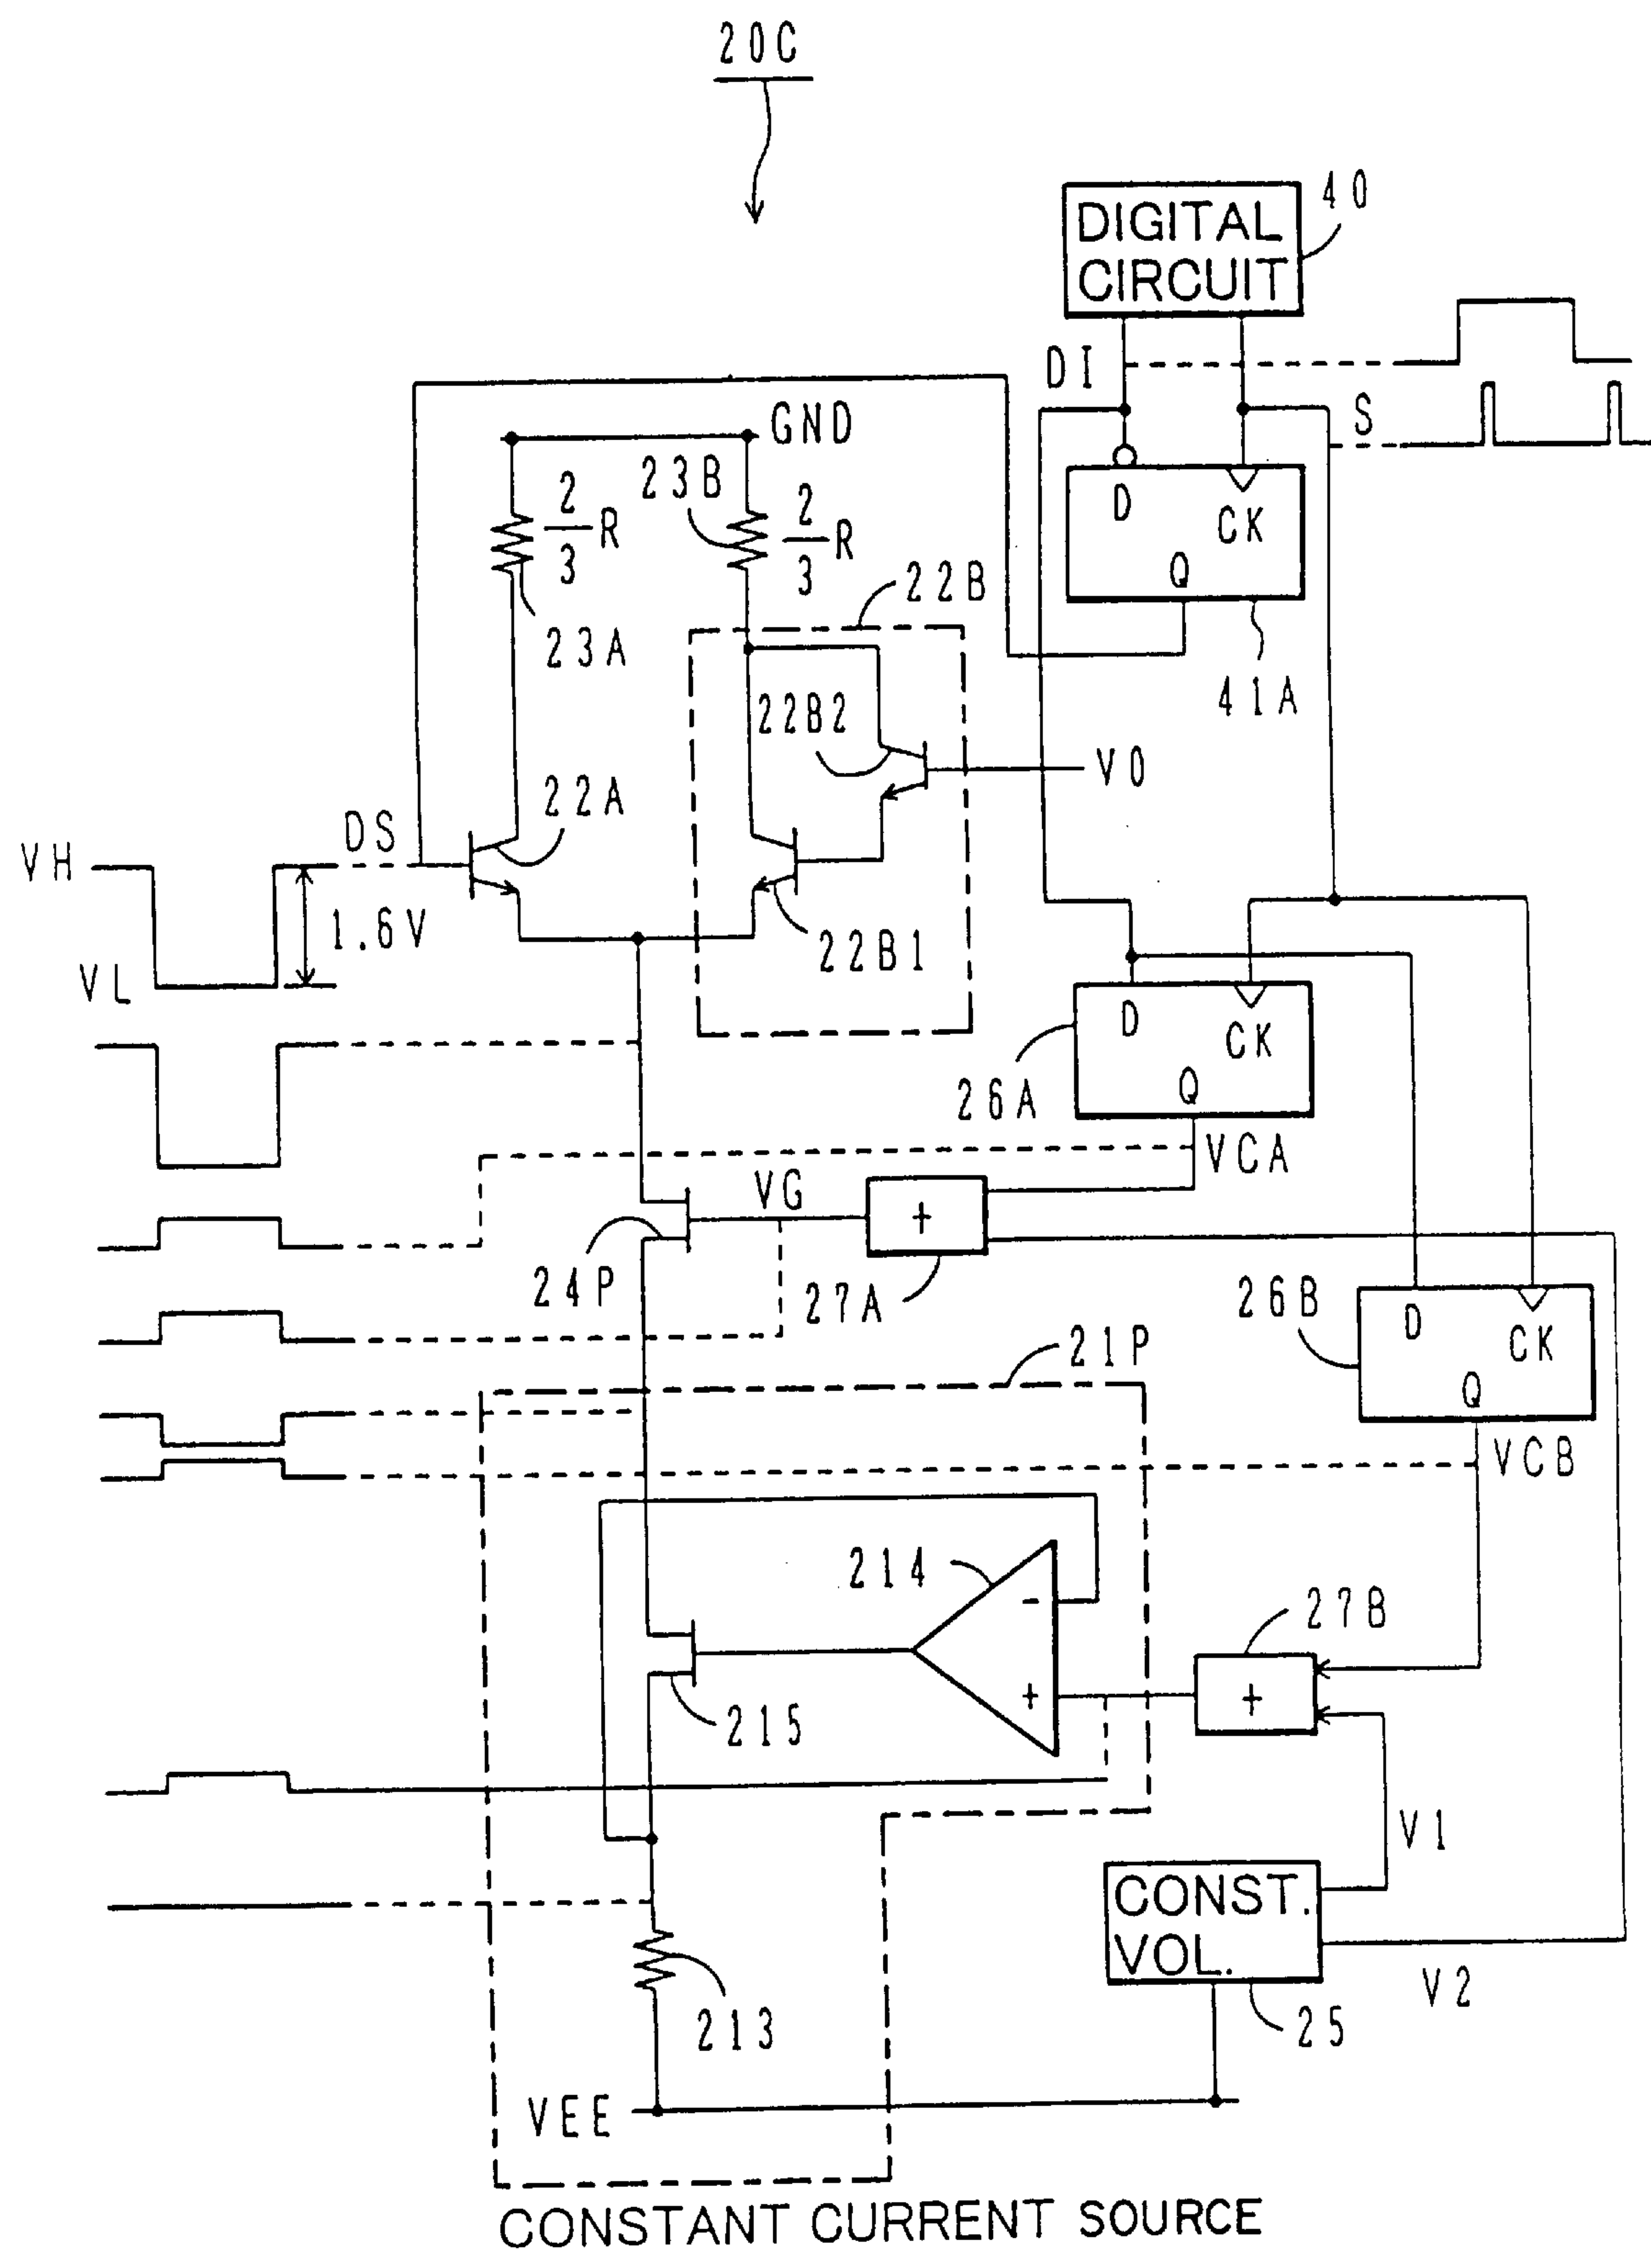 20C
40
DIGITAL
CIRCUIT
DI
S
GND
23B
2
3
R
2
3
R
D
CK
Q
22B
23A
41A
22B2
V0
22A
DS
VH
1.6V
22B1
VL
D
CK
Q
26A
VCA
VG
+
24P
27A
26B
D
CK
Q
21P
VCB
214
-
27B
+
+
215
V1
CONST.
VOL.
V2
213
25
VEE
CONSTANT CURRENT SOURCE